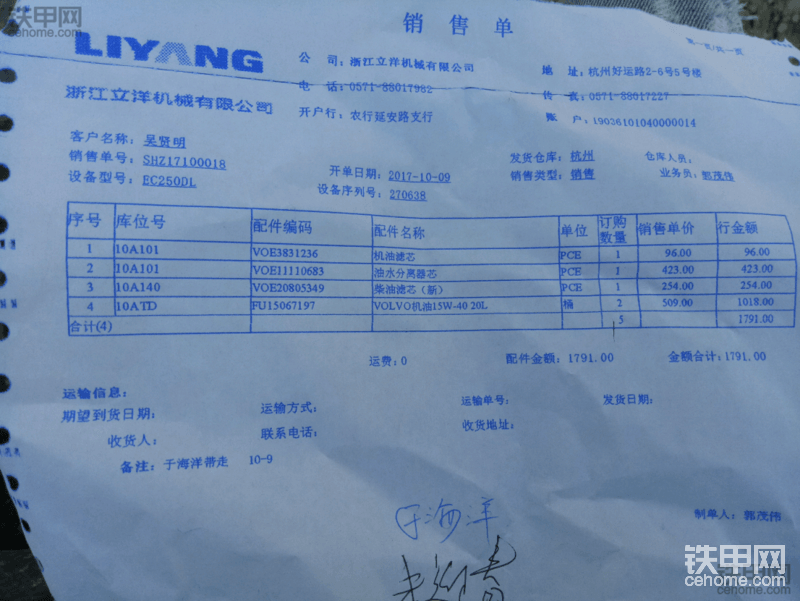 铁甲网
cehome.com
销售单
第一页/共一页
LIYANG
浙江立洋机械有限公司
公 司：浙江立洋机械有限公司
地 址：杭州好运路2-6号5号楼
电 话：0571-88017982
传 真：0571-88017227
开户行：农行延安路支行
账 户：19036101040000014
客户名称：吴贤明
销售单号：SHZ17100018
开单日期：2017-10-09
发货仓库：杭州
仓库人员：
设备型号：EC250DL
设备序列号：270638
销售类型：销售
业务员：郭茂伟
序号 库位号 配件编码 配件名称 单位 订购数量 销售单价 行金额
1 10A101 VOE3831236 机油滤芯 PCE 1 96.00 96.00
2 10A101 VOE11110683 油水分离器芯 PCE 1 423.00 423.00
3 10A140 VOE20805349 柴油滤芯（新） PCE 1 254.00 254.00
4 10ATD FU15067197 VOLVO机油15W-40 20L 桶 2 509.00 1018.00
合计(4) 5 1791.00
运费：0 配件金额：1791.00 金额合计：1791.00
运输信息：
期望到货日期： 运输方式： 运输单号： 发货日期：
收货人： 联系电话： 收货地址：
备注：于海洋带走 10-9
于海洋
制单人：郭茂伟
铁甲网
cehome.com